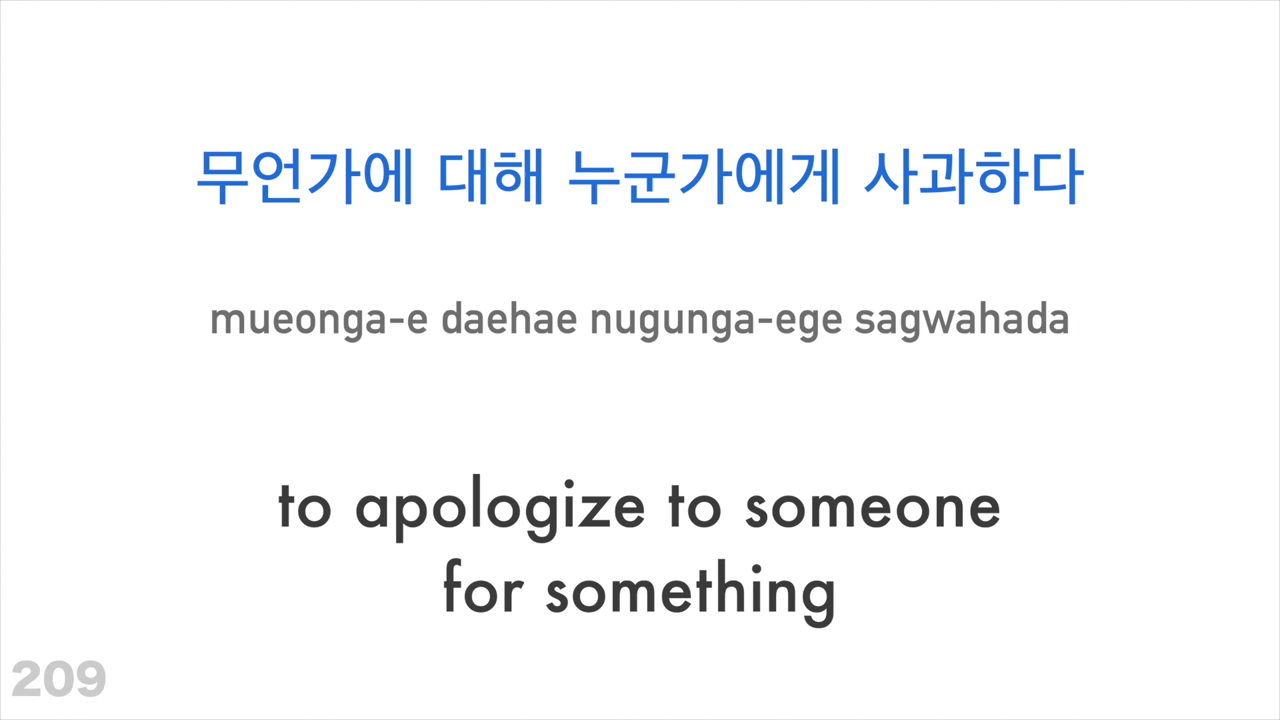 무언가에 대해 누군가에게 사과하다
mueonga-e daehae nugunga-ege sagwahada
to apologize to someone
for something
209